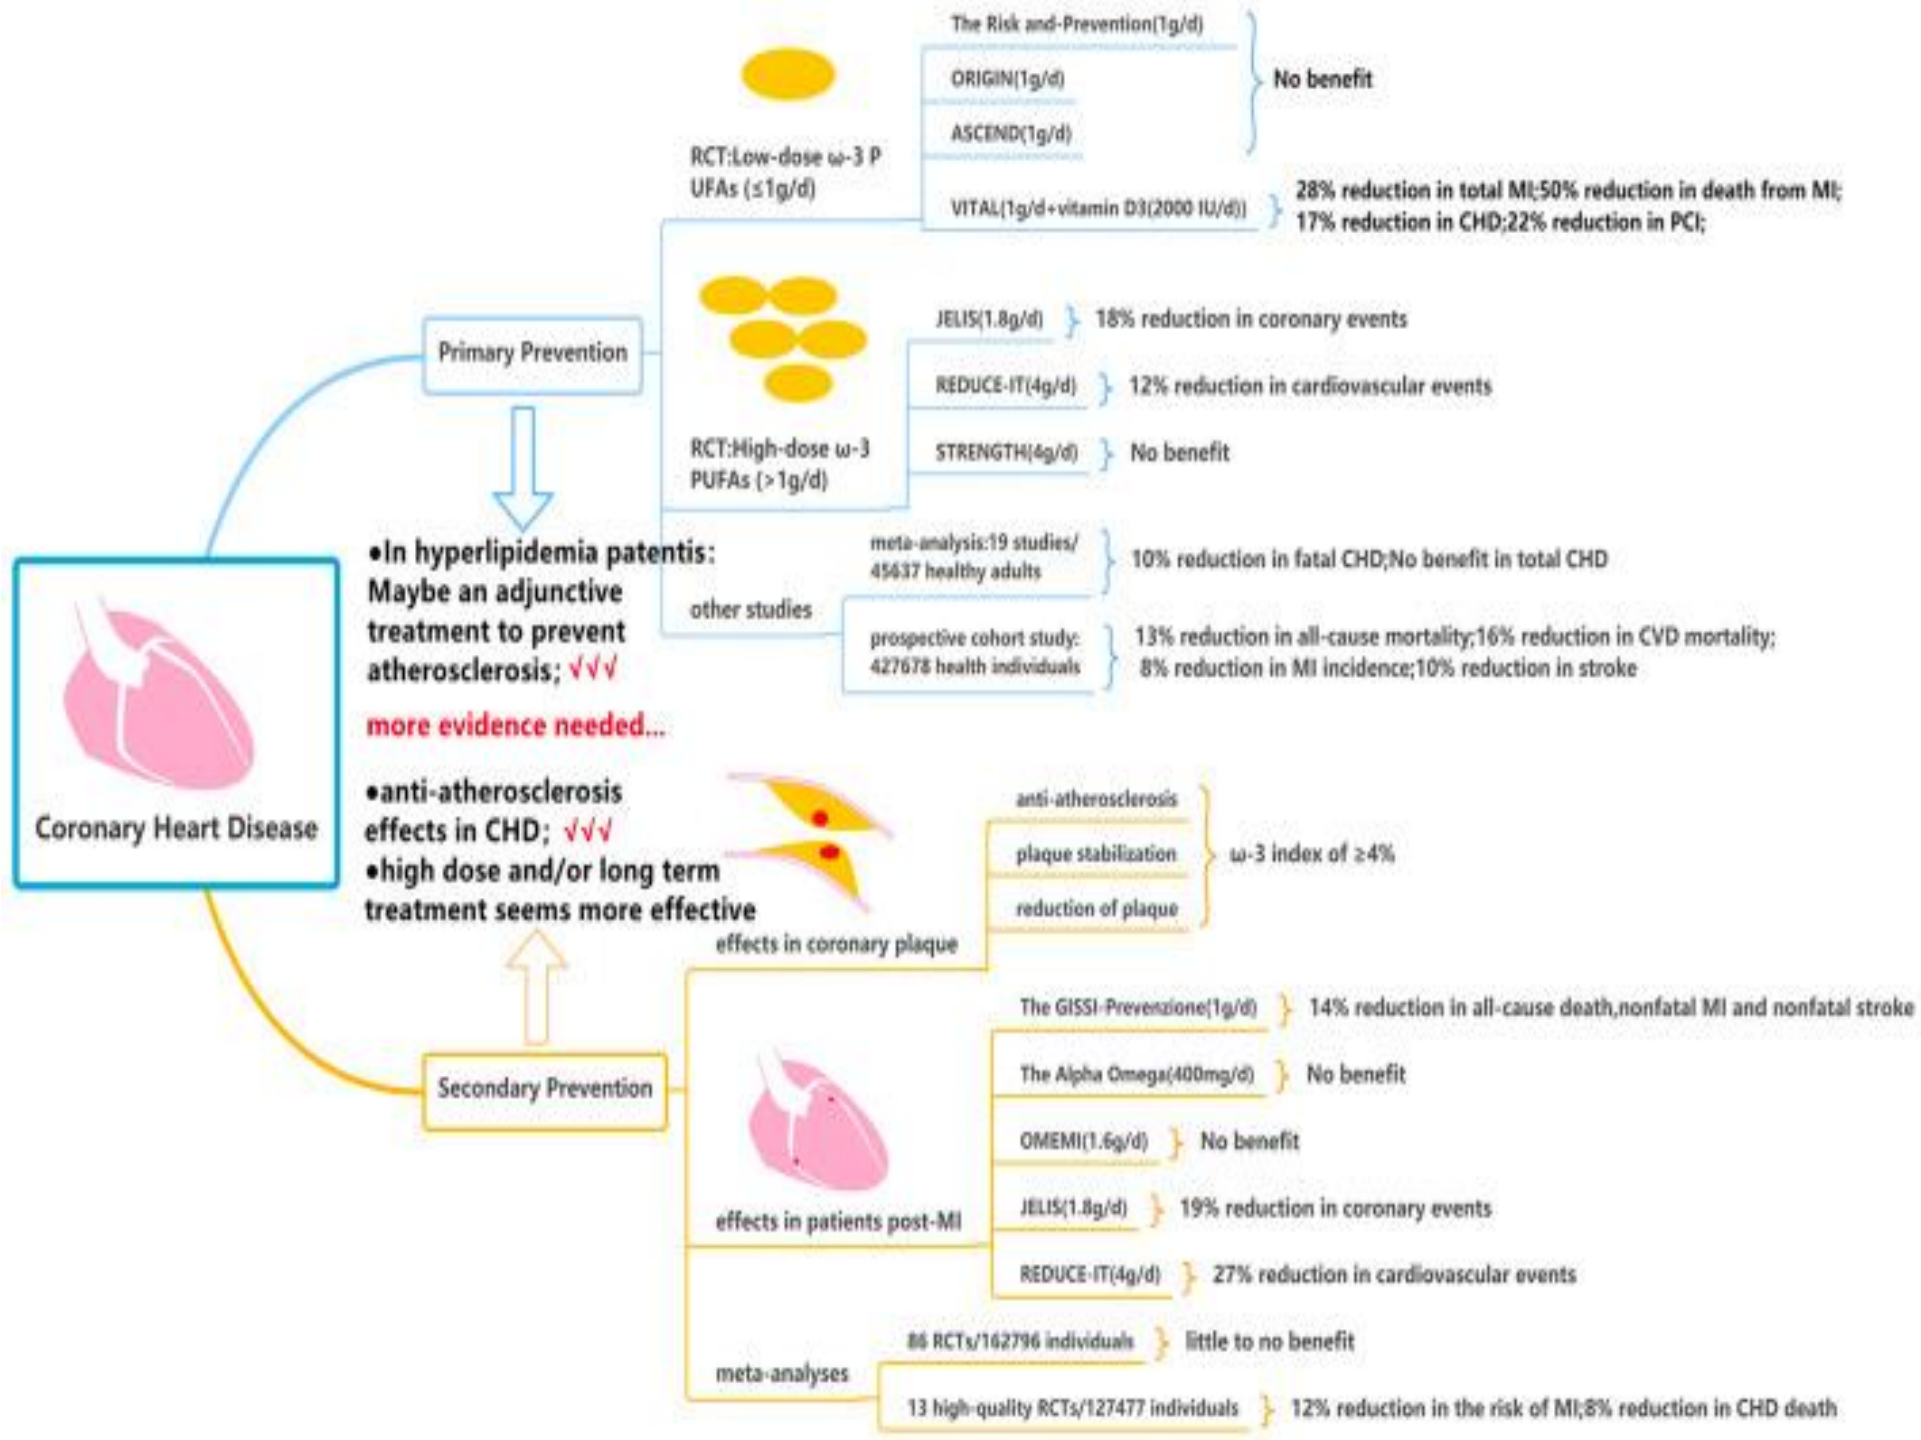 Coronary Heart Disease
Primary Prevention
RCT:Low-dose ω-3 P
UFAs (≤1g/d)
The Risk and-Prevention(1g/d)
ORIGIN(1g/d)
ASCEND(1g/d)
No benefit
VITAL(1g/d+vitamin D3(2000 IU/d))
28% reduction in total MI;50% reduction in death from MI;
17% reduction in CHD;22% reduction in PCI;
RCT:High-dose ω-3
PUFAs (>1g/d)
JELIS(1.8g/d)
18% reduction in coronary events
REDUCE-IT(4g/d)
12% reduction in cardiovascular events
STRENGTH(4g/d)
No benefit
other studies
meta-analysis:19 studies/
45637 healthy adults
10% reduction in fatal CHD;No benefit in total CHD
prospective cohort study:
427678 health individuals
13% reduction in all-cause mortality;16% reduction in CVD mortality;
8% reduction in MI incidence;10% reduction in stroke
●In hyperlipidemia patentis:
Maybe an adjunctive
treatment to prevent
atherosclerosis; √√√
more evidence needed...
●anti-atherosclerosis
effects in CHD; √√√
●high dose and/or long term
treatment seems more effective
Secondary Prevention
effects in coronary plaque
anti-atherosclerosis
plaque stabilization
reduction of plaque
ω-3 index of ≥4%
effects in patients post-MI
The GISSI-Prevenzione(1g/d)
14% reduction in all-cause death,nonfatal MI and nonfatal stroke
The Alpha Omega(400mg/d)
No benefit
OMEMI(1.6g/d)
No benefit
JELIS(1.8g/d)
19% reduction in coronary events
REDUCE-IT(4g/d)
27% reduction in cardiovascular events
meta-analyses
86 RCTs/162796 individuals
little to no benefit
13 high-quality RCTs/127477 individuals
12% reduction in the risk of MI;8% reduction in CHD death